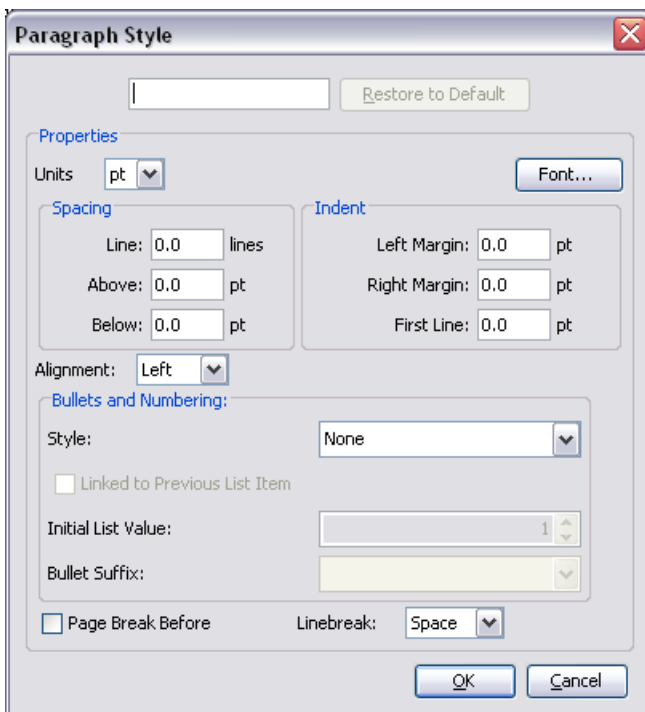 Paragraph Style
Restore to Default
Properties
Units pt Font...
Spacing Indent
Line: 0.0 lines Left Margin: 0.0 pt
Above: 0.0 pt Right Margin: 0.0 pt
Below: 0.0 pt First Line: 0.0 pt
Alignment: Left
Bullets and Numbering:
Style: None
Linked to Previous List Item
Initial List Value: 1
Bullet Suffix:
Page Break Before Linebreak: Space
OK Cancel